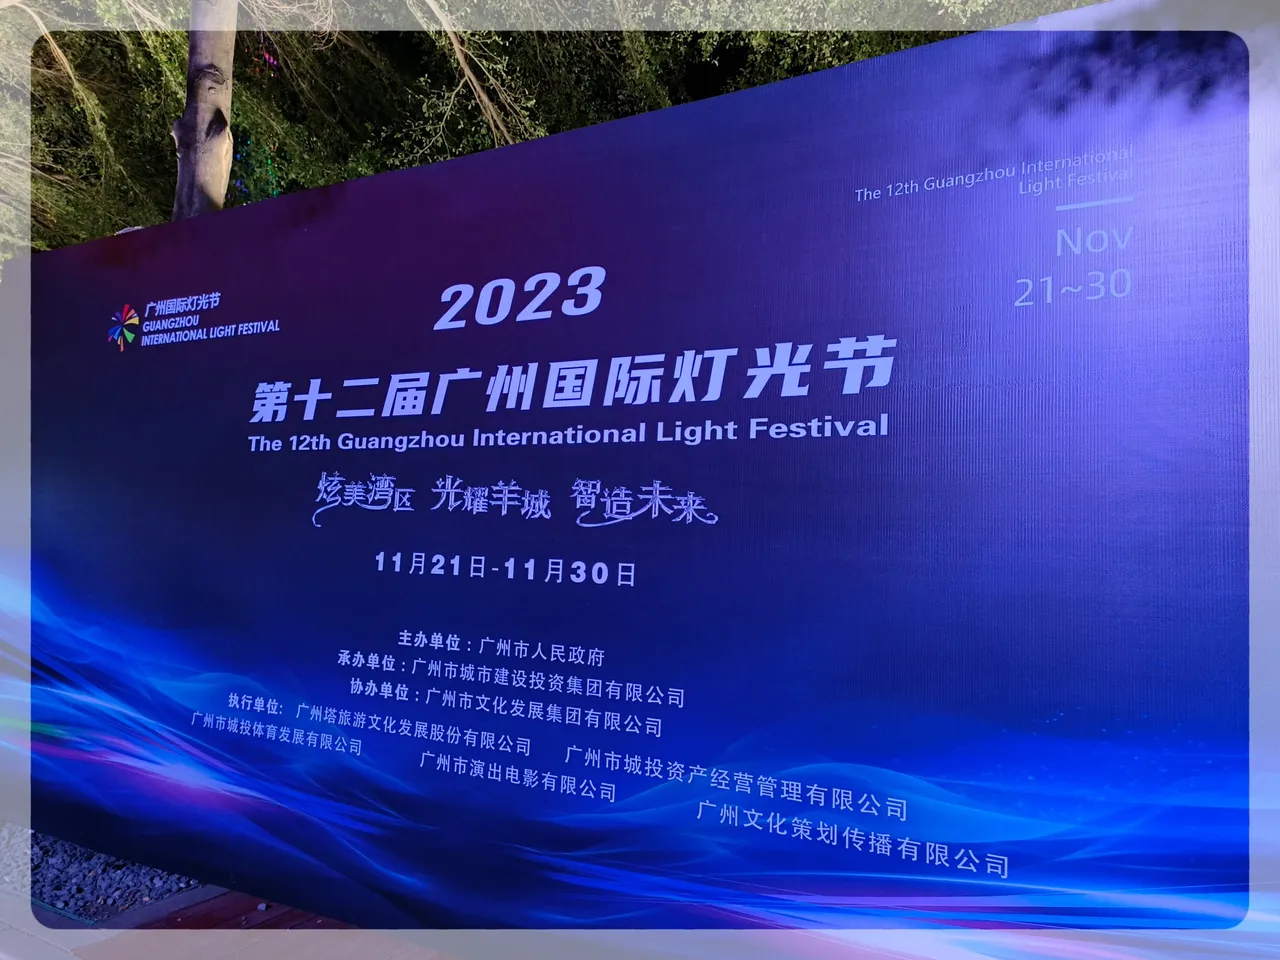 The 12th Guangzhou International
Light Festival
Nov
21~30
广州国际灯光节
GUANGZHOU
INTERNATIONAL LIGHT FESTIVAL
2023
第十二届广州国际灯光节
The 12th Guangzhou International Light Festival
炫美湾区 光耀羊城 智造未来
11月21日-11月30日
主办单位：广州市人民政府
承办单位：广州市城市建设投资集团有限公司
协办单位：广州市文化发展集团有限公司
执行单位：广州塔旅游文化发展股份有限公司 广州市城投资产经营管理有限公司
广州市城投体育发展有限公司 广州市演出电影有限公司 广州文化策划传播有限公司